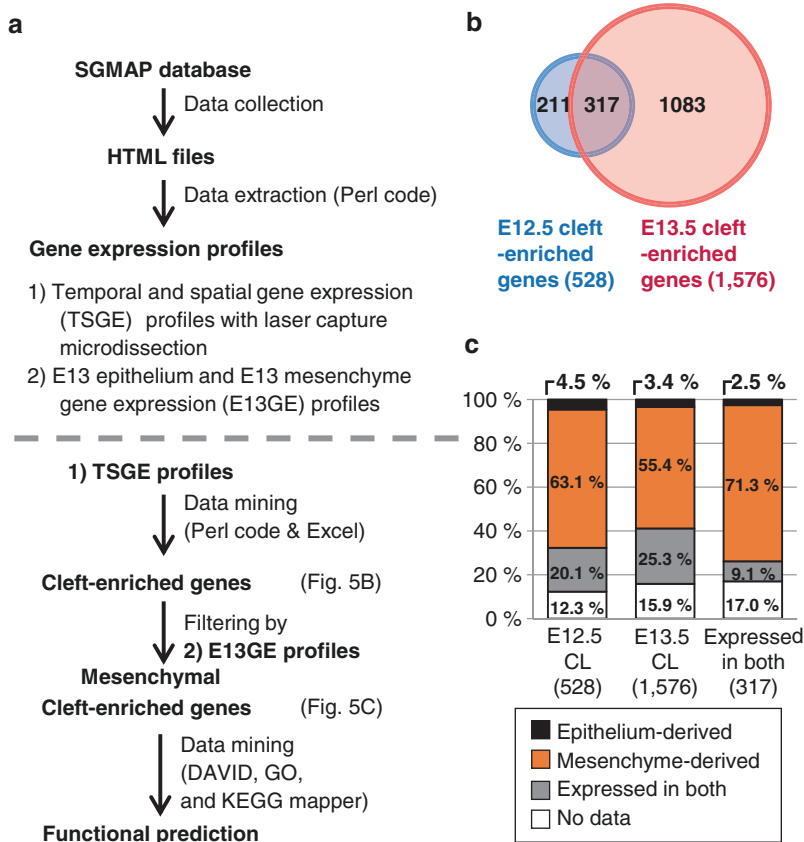 a
SGMAP database
Data collection
HTML files
Data extraction (Perl code)
Gene expression profiles
1) Temporal and spatial gene expression
(TSGE) profiles with laser capture
microdissection
2) E13 epithelium and E13 mesenchyme
gene expression (E13GE) profiles
1) TSGE profiles
Data mining
(Perl code & Excel)
Cleft-enriched genes (Fig. 5B)
Filtering by
2) E13GE profiles
Mesenchymal
Cleft-enriched genes (Fig. 5C)
Data mining
(DAVID, GO,
and KEGG mapper)
Functional prediction
b
211 317 1083
E12.5 cleft
-enriched
genes (528)
E13.5 cleft
-enriched
genes (1,576)
c
4.5 % 3.4 % 2.5 %
100 %
80 %
60 %
40 %
20 %
0 %
63.1 % 55.4 % 71.3 %
20.1 % 25.3 % 9.1 %
12.3 % 15.9 % 17.0 %
E12.5
CL
(528)
E13.5
CL
(1,576)
Expressed
in both
(317)
Epithelium-derived
Mesenchyme-derived
Expressed in both
No data